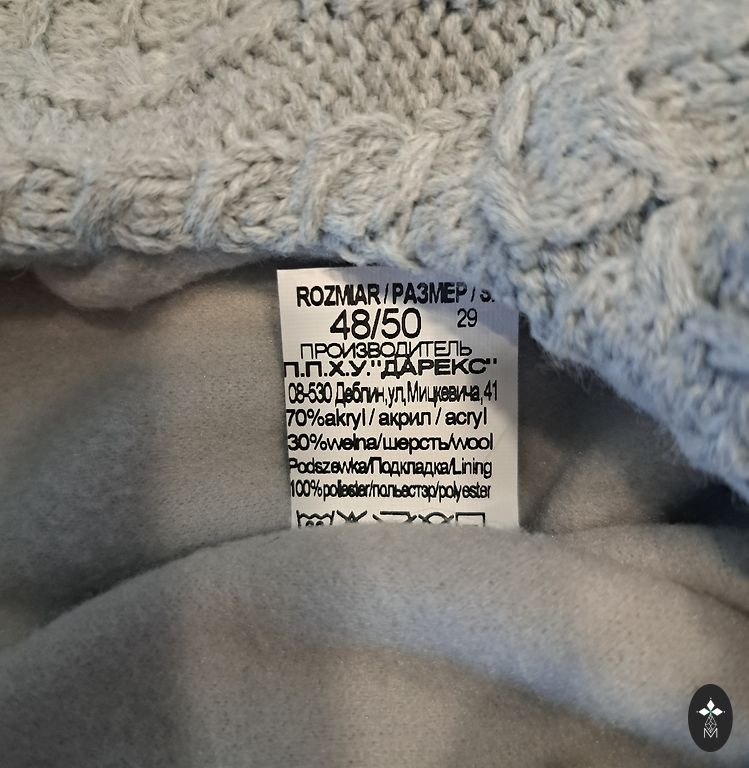 ROZMIAR / РАЗМЕР / S.
48/50 29
ПРОИЗВОДИТЕЛЬ
П.П.Х.У."ДАРЕКС"
08-530 Деблин,ул,Мицкевича,41
70%akryl / акрил / acryl
30%wełna/шерсть/wool
Podszewka/Подкладка/Lining
100%poliester/польестэр/polyester
M